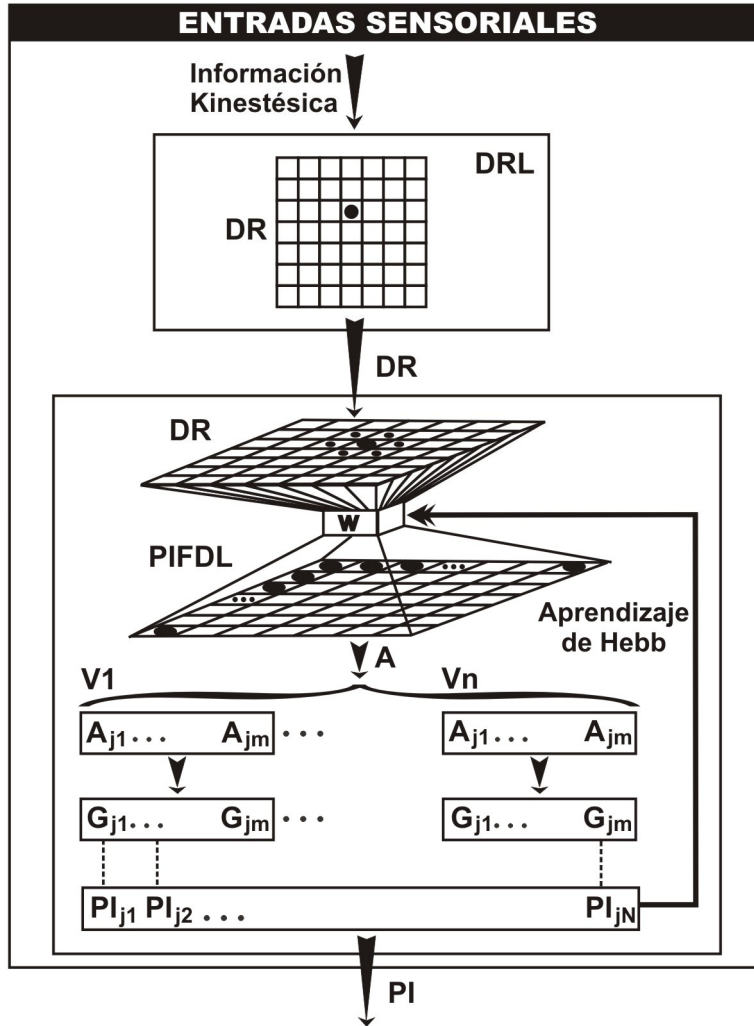 ENTRADAS SENSORIALES
Información
Kinestésica
DRL
DR
DR
DR
W
PIFDL
Aprendizaje
de Hebb
A
V1 Vn
Aj1... Ajm ... Aj1... Ajm
Gj1... Gjm ... Gj1... Gjm
PIj1 PIj2 ... PIjN
PI